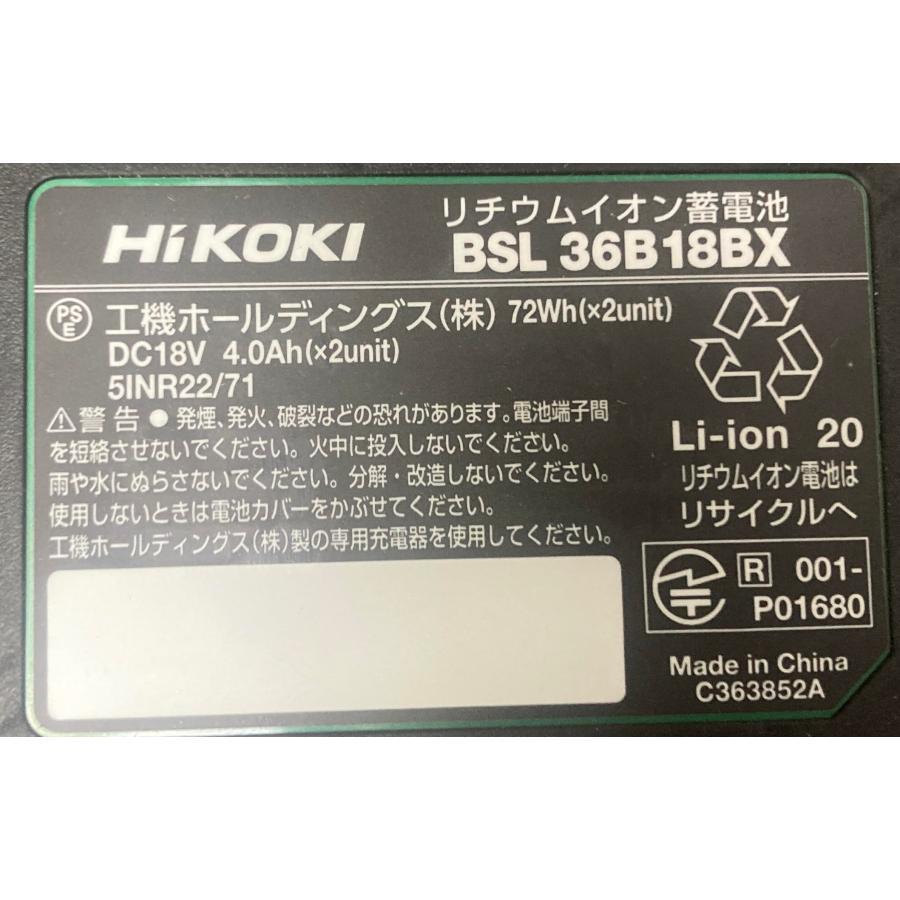 HiKOKI
リチウムイオン蓄電池
BSL 36B18BX
PS
E
工機ホールディングス(株) 72Wh(×2unit)
DC18V 4.0Ah(×2unit)
5INR22/71
⚠警告 ● 発煙、発火、破裂などの恐れがあります。電池端子間
を短絡させないでください。火中に投入しないでください。
雨や水にぬらさないでください。分解・改造しないでください。
使用しないときは電池カバーをかぶせてください。
工機ホールディングス(株)製の専用充電器を使用してください。
Li-ion 20
リチウムイオン電池は
リサイクルへ
R 001-
P01680
Made in China
C363852A